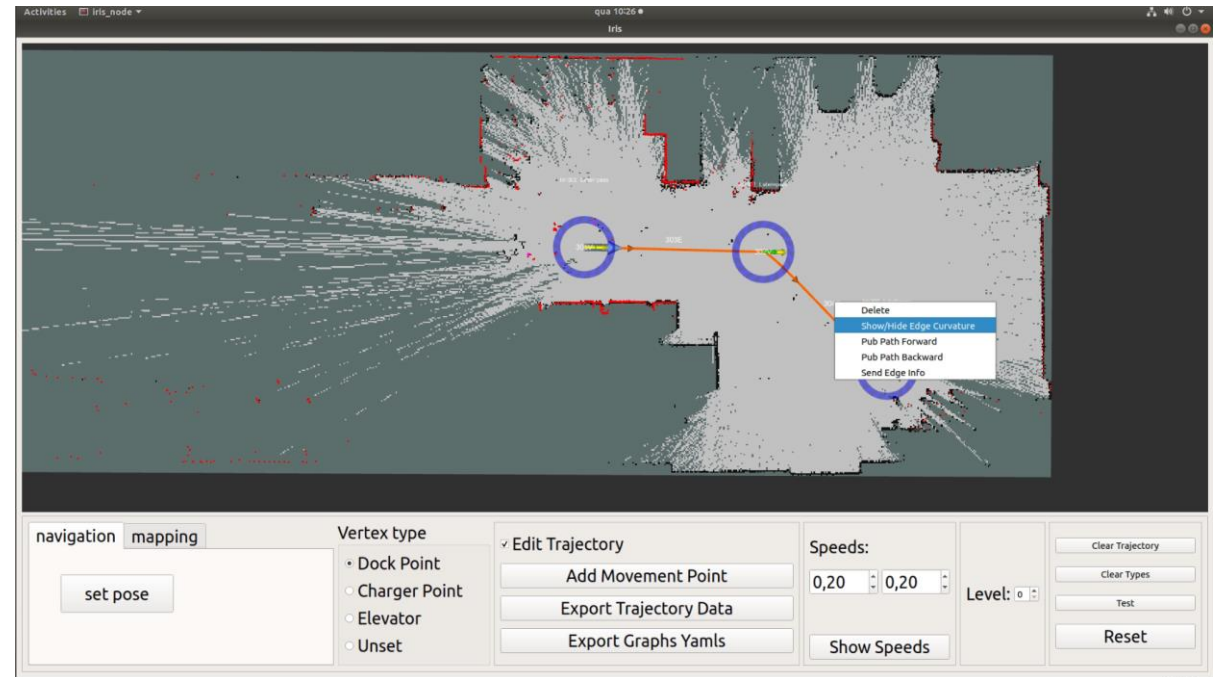 Activities iris_node
qua 10:26
Iris
303E
Delete
Show/Hide Edge Curvature
Pub Path Forward
Pub Path Backward
Send Edge Info
navigation mapping
set pose
Vertex type
Dock Point
Charger Point
Elevator
Unset
Edit Trajectory
Add Movement Point
Export Trajectory Data
Export Graphs Yamls
Speeds:
0,20 0,20
Show Speeds
Level: 0
Clear Trajectory
Clear Types
Test
Reset